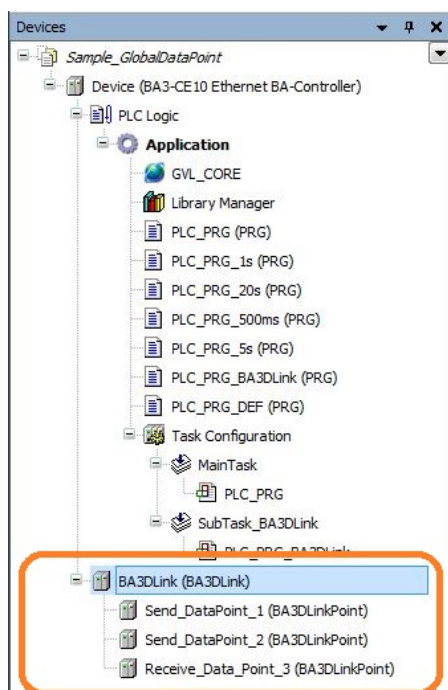 Devices
Sample_GlobalDataPoint
Device (BA3-CE10 Ethernet BA-Controller)
PLC Logic
Application
GVL_CORE
Library Manager
PLC_PRG (PRG)
PLC_PRG_1s (PRG)
PLC_PRG_20s (PRG)
PLC_PRG_500ms (PRG)
PLC_PRG_5s (PRG)
PLC_PRG_BA3DLink (PRG)
PLC_PRG_DEF (PRG)
Task Configuration
MainTask
PLC_PRG
SubTask_BA3DLink
PLC_PRG_BA3DLink
BA3DLink (BA3DLink)
Send_DataPoint_1 (BA3DLinkPoint)
Send_DataPoint_2 (BA3DLinkPoint)
Receive_Data_Point_3 (BA3DLinkPoint)